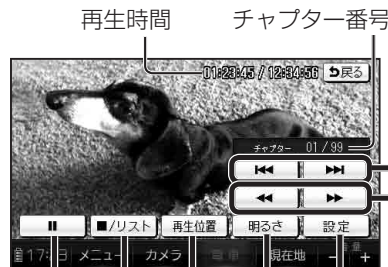 再生時間 チャプター番号
01:23:45 / 12:34:56 戻る
チャプター 01/99
■/リスト 再生位置 明るさ 設定
メニュー カメラ 現在地 − 音量 +